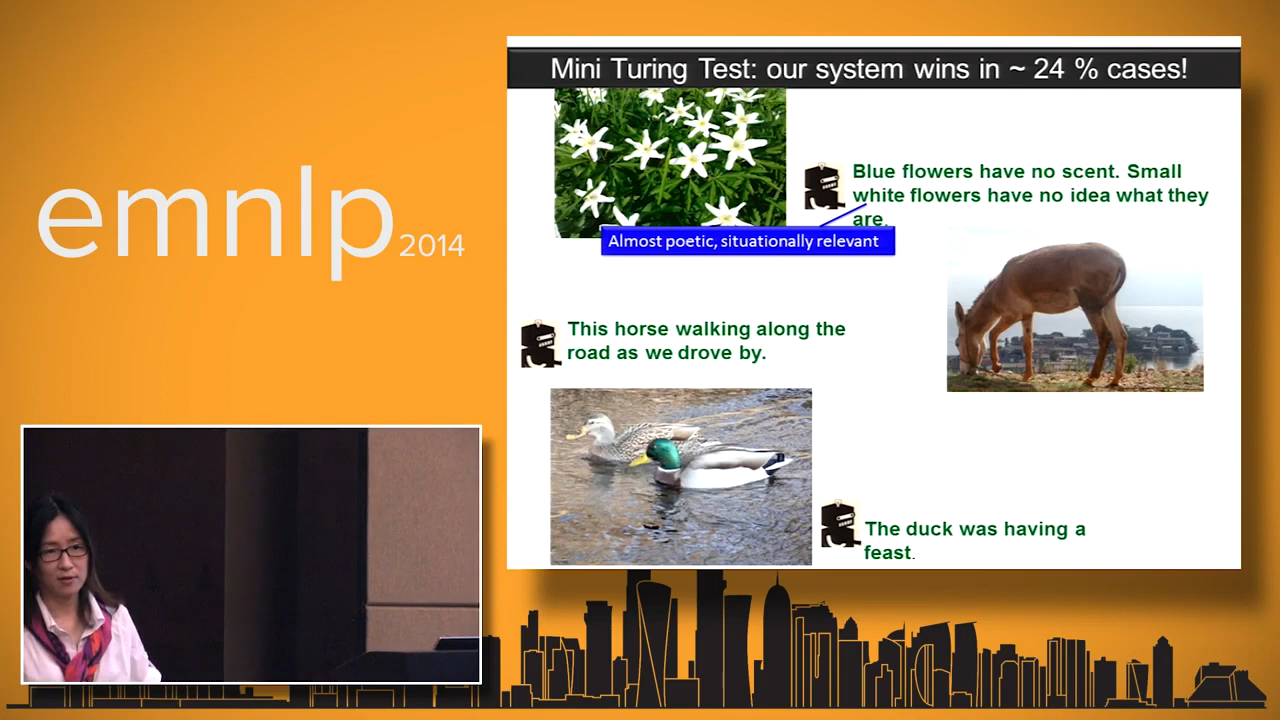 Mini Turing Test: our system wins in ~ 24 % cases!
emnlp 2014
Blue flowers have no scent. Small
white flowers have no idea what they
are.
Almost poetic, situationally relevant
This horse walking along the
road as we drove by.
The duck was having a
feast.